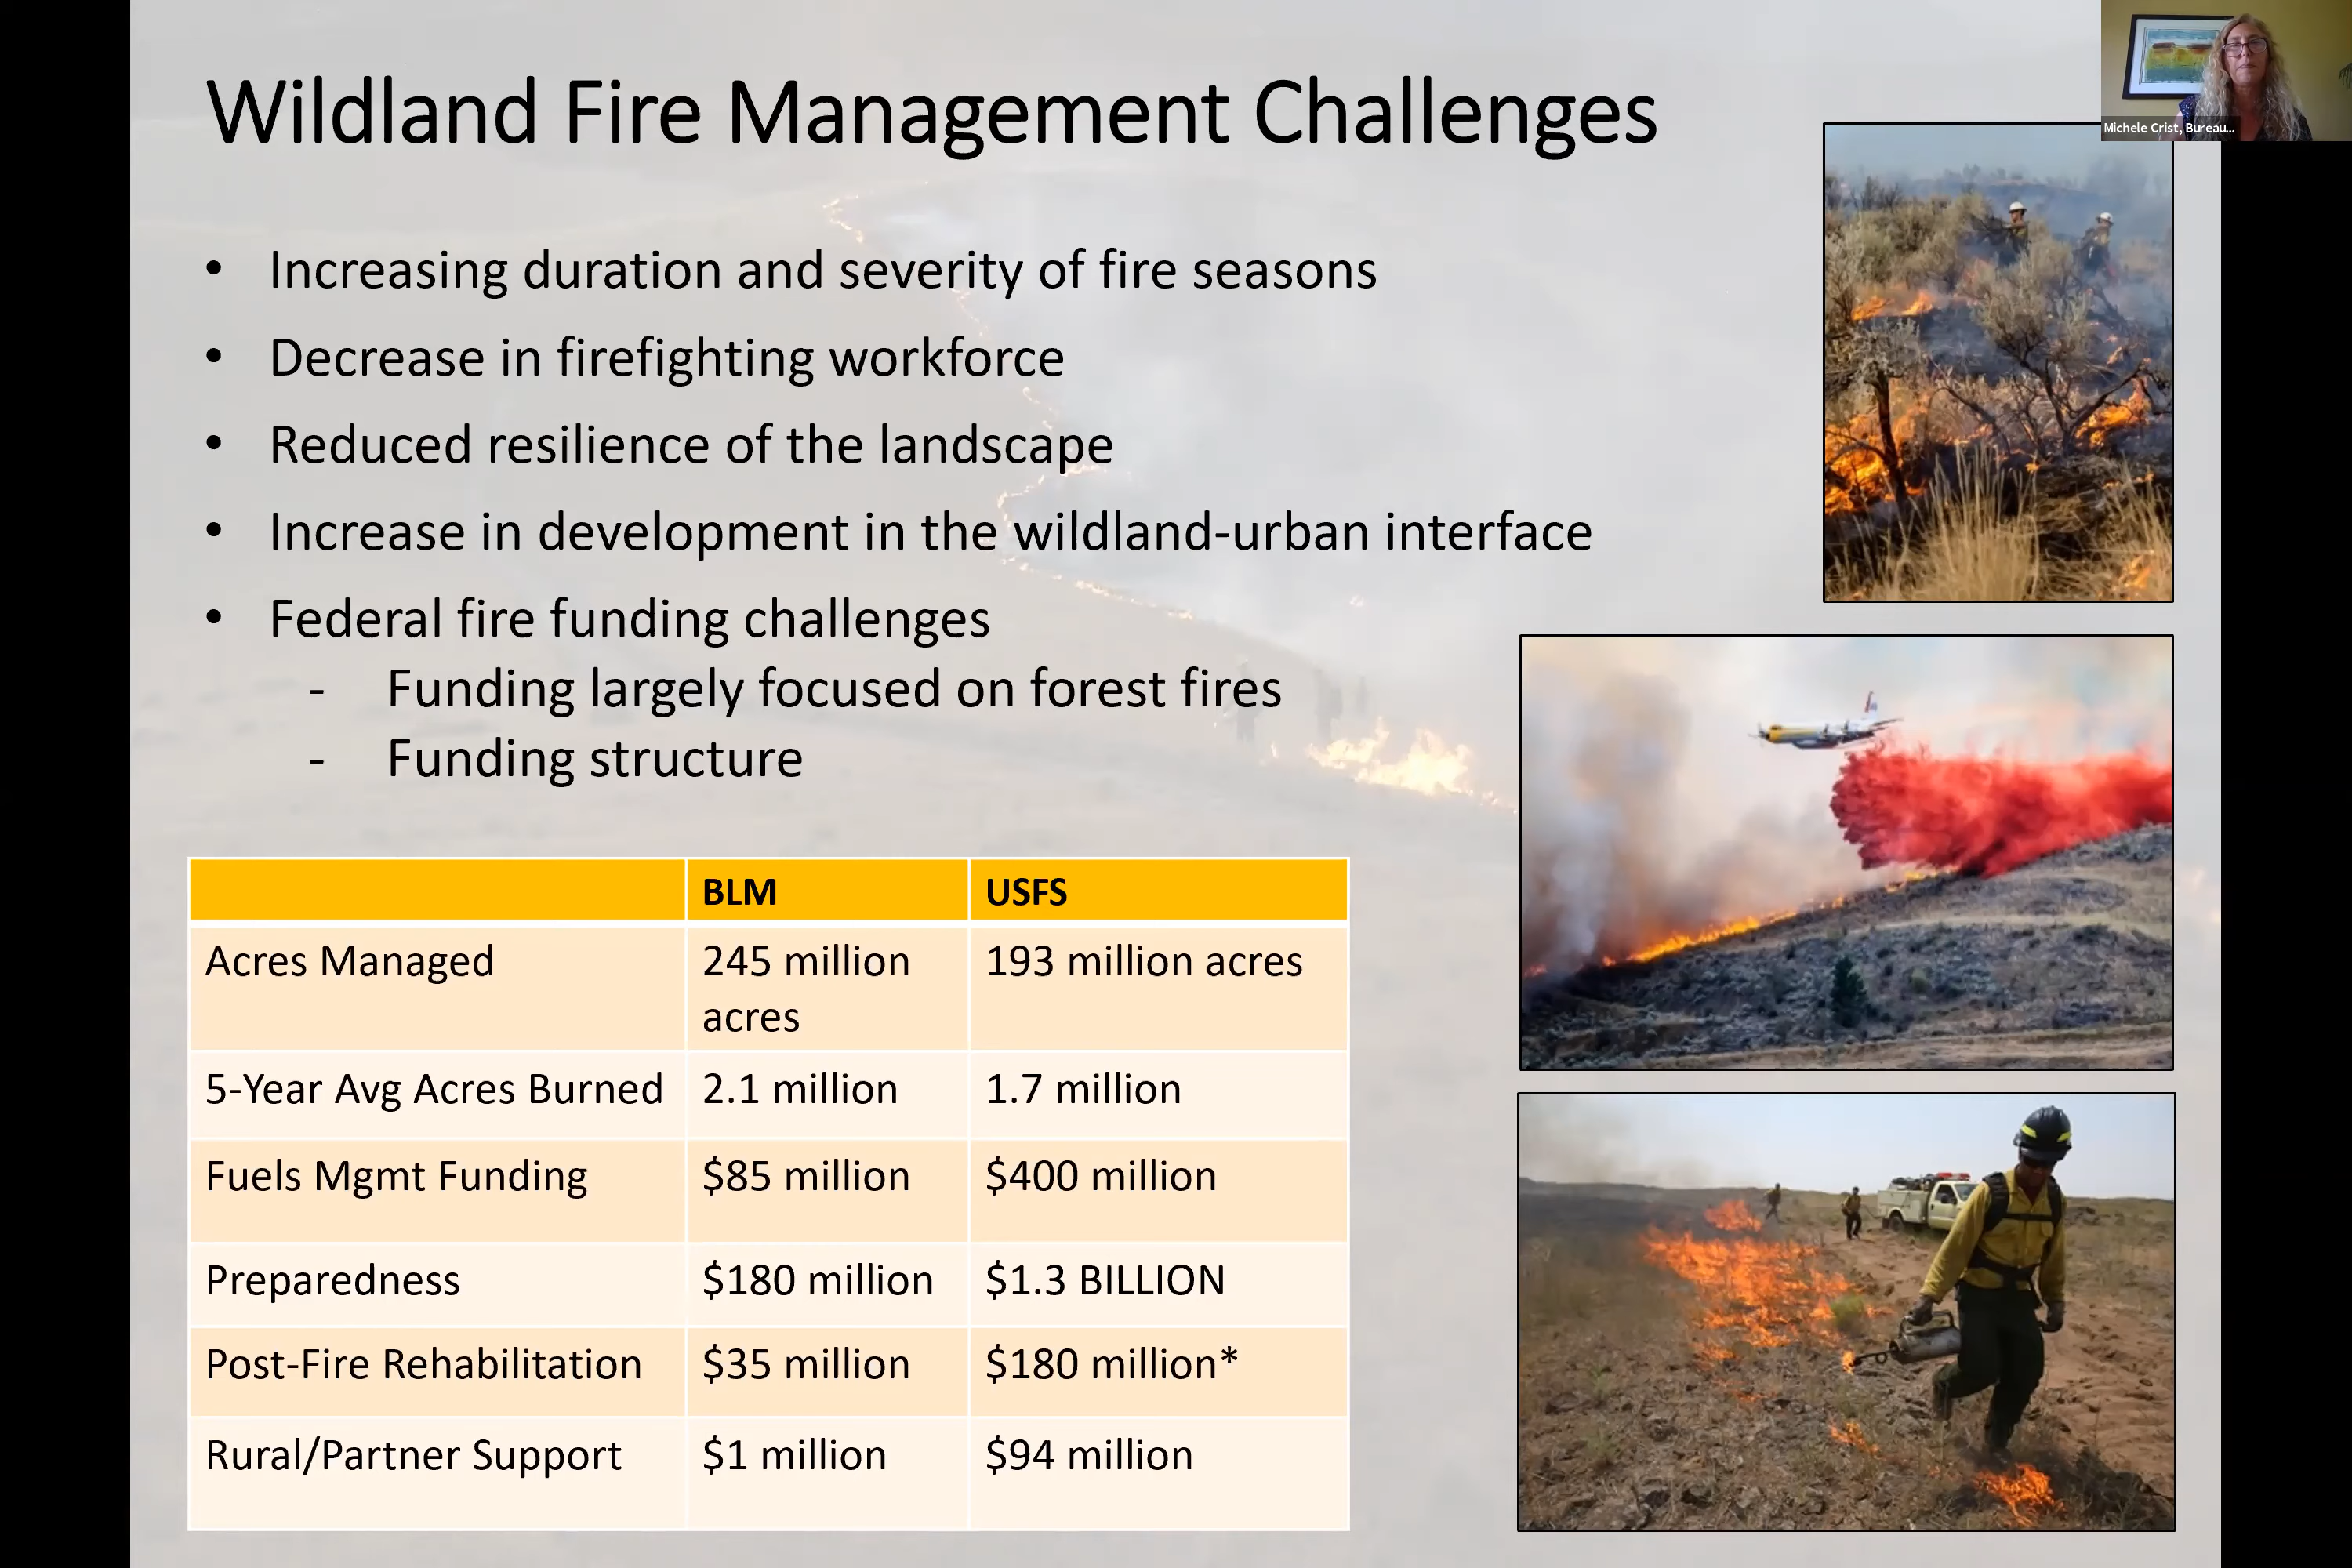 Wildland Fire Management Challenges
Michele Crist, Bureau...
• Increasing duration and severity of fire seasons
• Decrease in firefighting workforce
• Reduced resilience of the landscape
• Increase in development in the wildland-urban interface
• Federal fire funding challenges
- Funding largely focused on forest fires
- Funding structure
BLM USFS
Acres Managed 245 million acres 193 million acres
5-Year Avg Acres Burned 2.1 million 1.7 million
Fuels Mgmt Funding $85 million $400 million
Preparedness $180 million $1.3 BILLION
Post-Fire Rehabilitation $35 million $180 million*
Rural/Partner Support $1 million $94 million